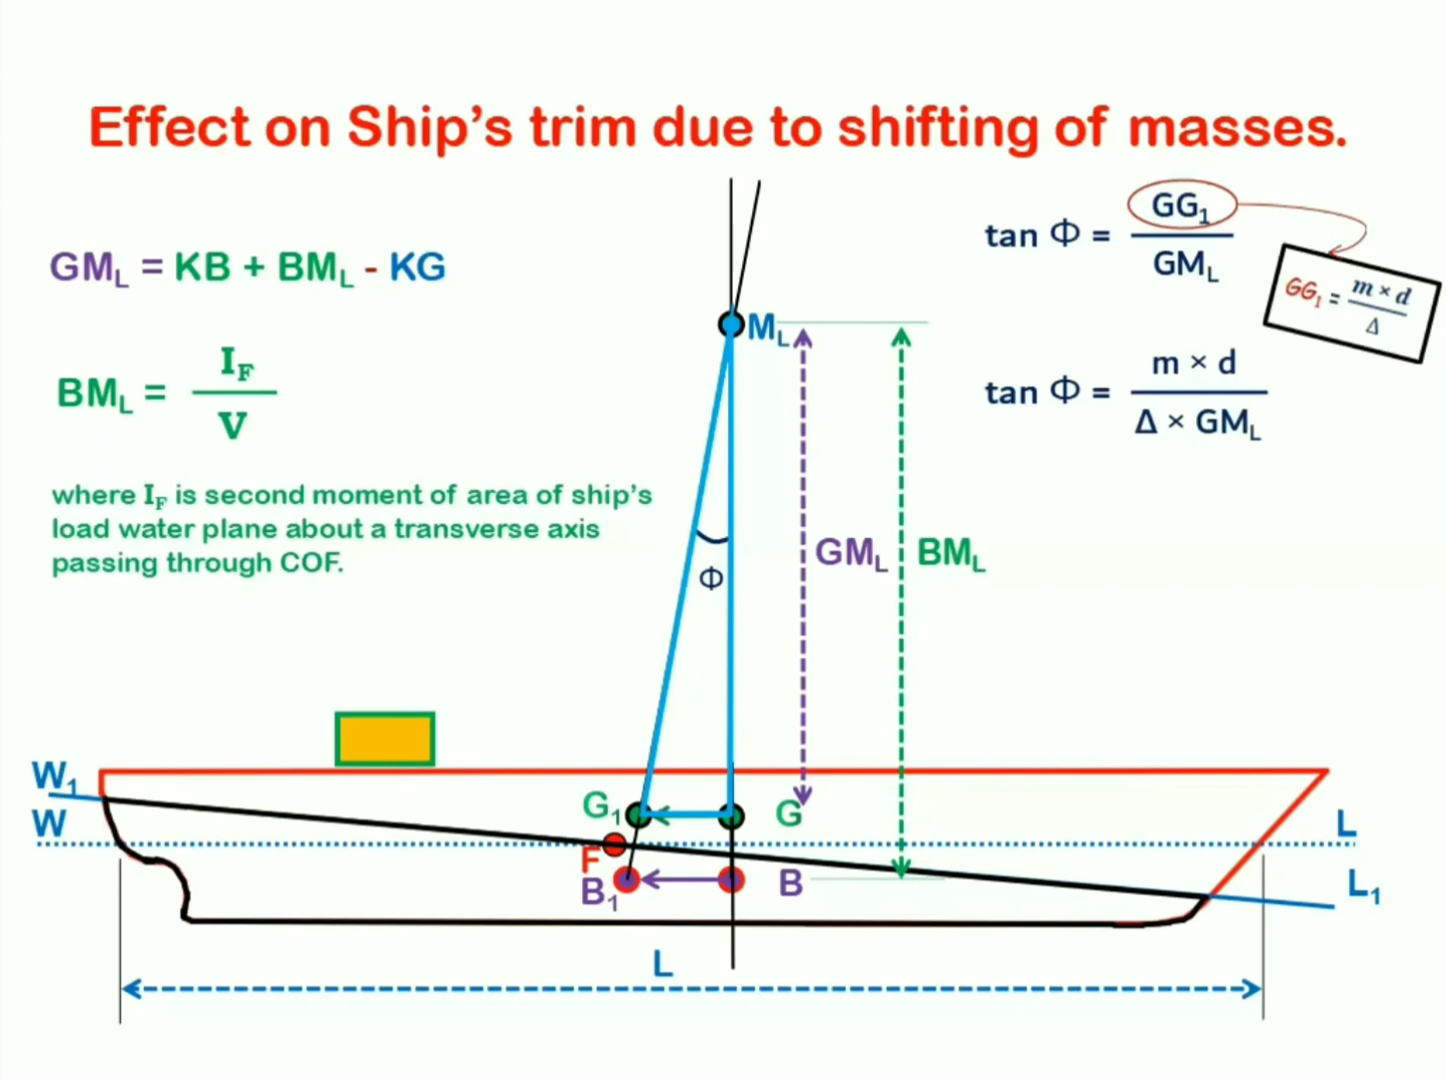 Effect on Ship's trim due to shifting of masses.
GM_L = KB + BM_L - KG
BM_L = I_F / V
where I_F is second moment of area of ship's
load water plane about a transverse axis
passing through COF.
tan Φ = GG₁ / GM_L
GG₁ = m × d / Δ
tan Φ = m × d / Δ × GM_L
M_L
Φ
GM_L
BM_L
W₁
W
G₁
G
F
B₁
B
L
L₁
L